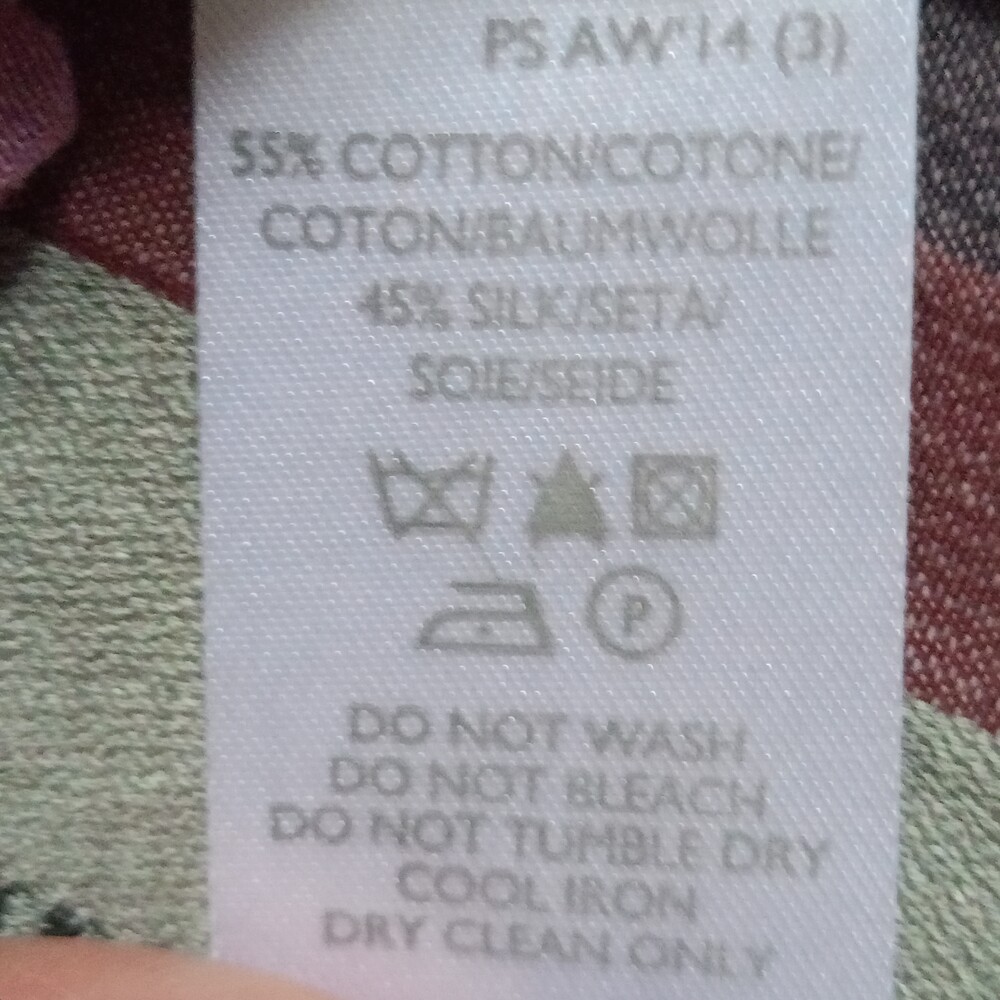 PS AW'14 (3)
55% COTTON/COTONE/
COTON/BAUMWOLLE
45% SILK/SETA/
SOIE/SEIDE
P
DO NOT WASH
DO NOT BLEACH
DO NOT TUMBLE DRY
COOL IRON
DRY CLEAN ONLY